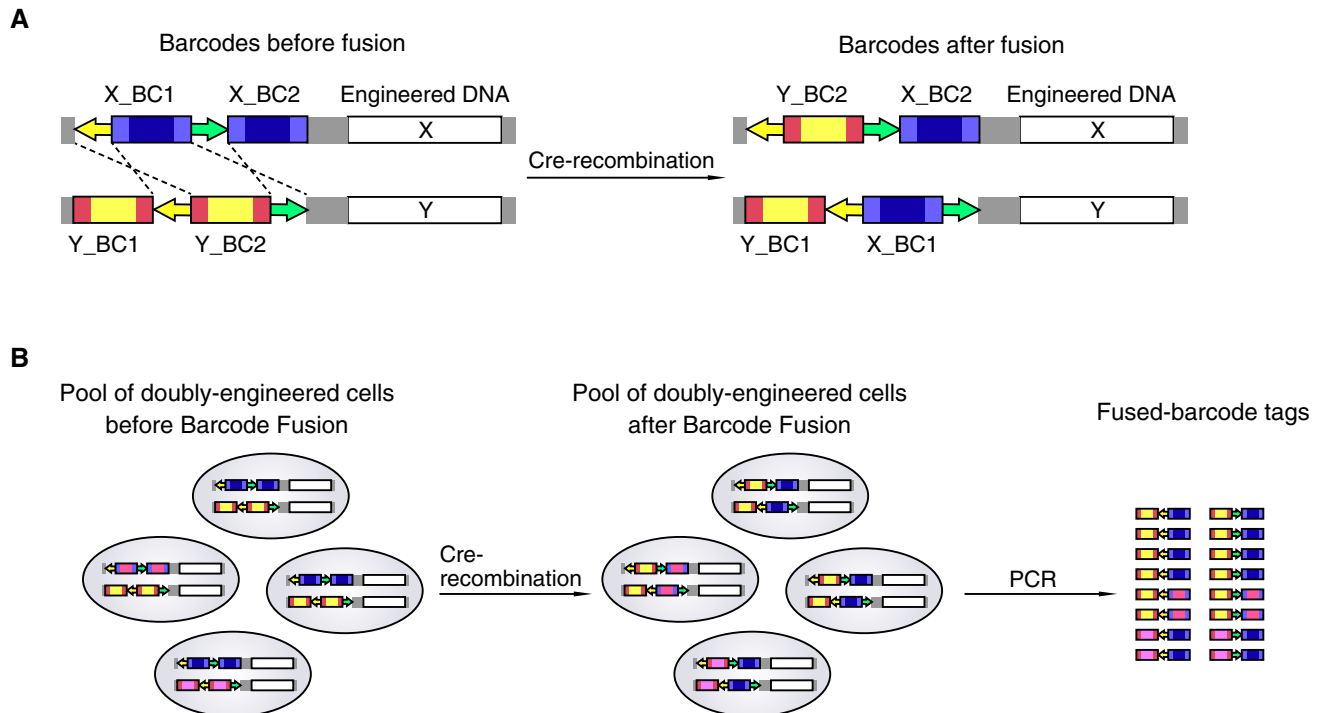 A
Barcodes before fusion
Barcodes after fusion
X_BC1 X_BC2 Engineered DNA
Y_BC2 X_BC2 Engineered DNA
X
X
Cre-recombination
Y
Y
Y_BC1 Y_BC2
Y_BC1 X_BC1
B
Pool of doubly-engineered cells
before Barcode Fusion
Pool of doubly-engineered cells
after Barcode Fusion
Fused-barcode tags
Cre-
recombination
PCR